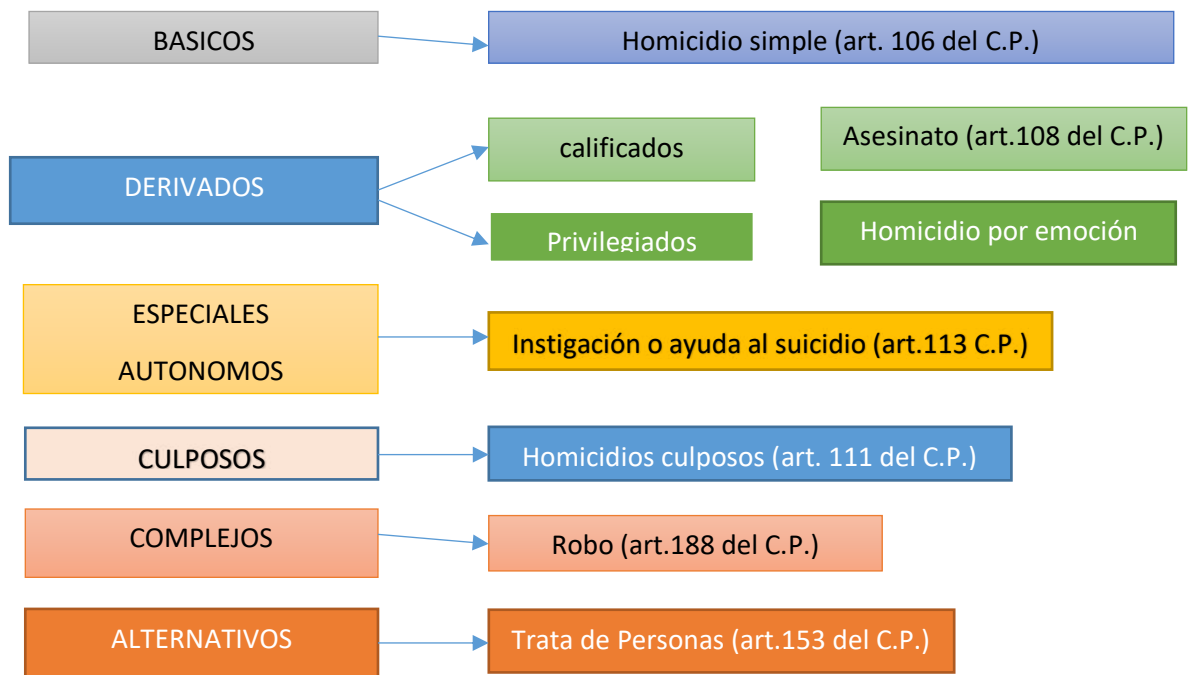 BASICOS
Homicidio simple (art. 106 del C.P.)
DERIVADOS
calificados
Asesinato (art.108 del C.P.)
Privilegiados
Homicidio por emoción
ESPECIALES
AUTONOMOS
Instigación o ayuda al suicidio (art.113 C.P.)
CULPOSOS
Homicidios culposos (art. 111 del C.P.)
COMPLEJOS
Robo (art.188 del C.P.)
ALTERNATIVOS
Trata de Personas (art.153 del C.P.)